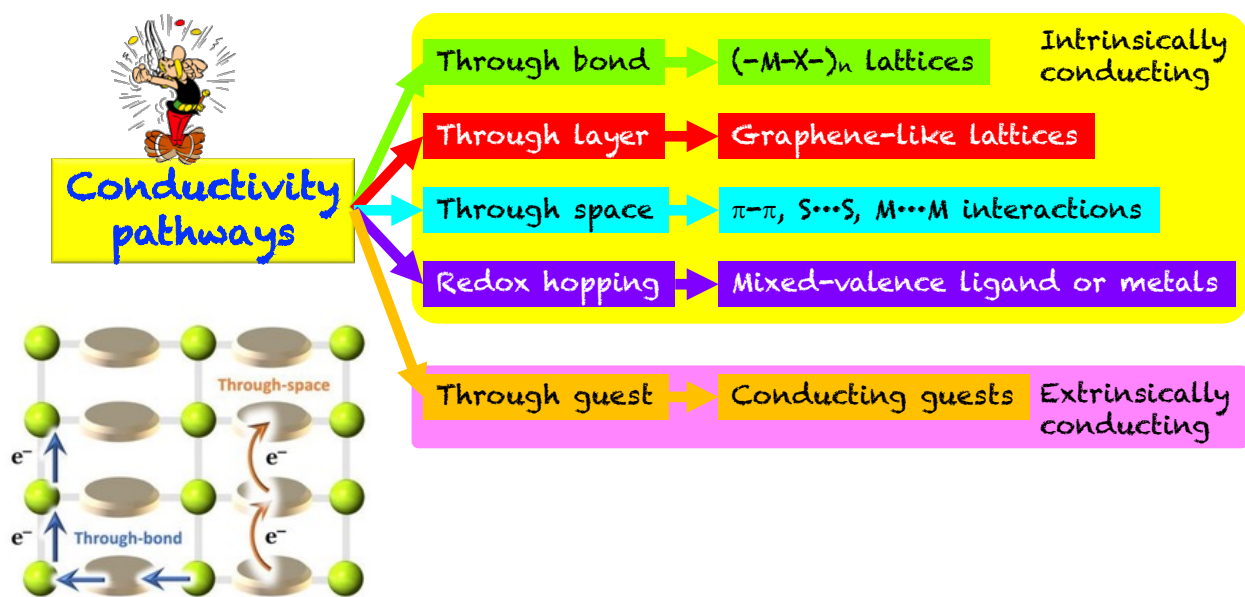 Conductivity
pathways
Through bond
(-M-X-)n lattices
Intrinsically
conducting
Through layer
Graphene-like lattices
Through space
π-π, S•••S, M•••M interactions
Redox hopping
Mixed-valence ligand or metals
Through guest
Conducting guests
Extrinsically
conducting
Through-space
e⁻
e⁻
e⁻
e⁻
Through-bond